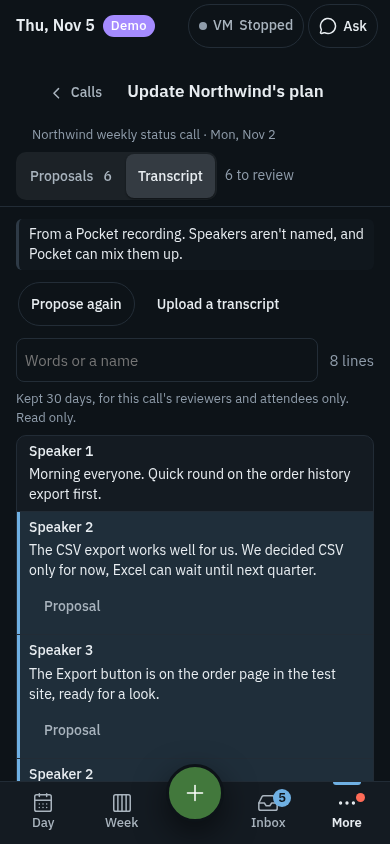 Thu, Nov 5 Demo VM Stopped Ask
Calls Update Northwind's plan
Northwind weekly status call · Mon, Nov 2
Proposals 6 Transcript 6 to review
From a Pocket recording. Speakers aren't named, and
Pocket can mix them up.
Propose again Upload a transcript
Words or a name 8 lines
Kept 30 days, for this call's reviewers and attendees only.
Read only.
Speaker 1
Morning everyone. Quick round on the order history
export first.
Speaker 2
The CSV export works well for us. We decided CSV
only for now, Excel can wait until next quarter.
Proposal
Speaker 3
The Export button is on the order page in the test
site, ready for a look.
Proposal
Speaker 2
Day Week Inbox 5 More